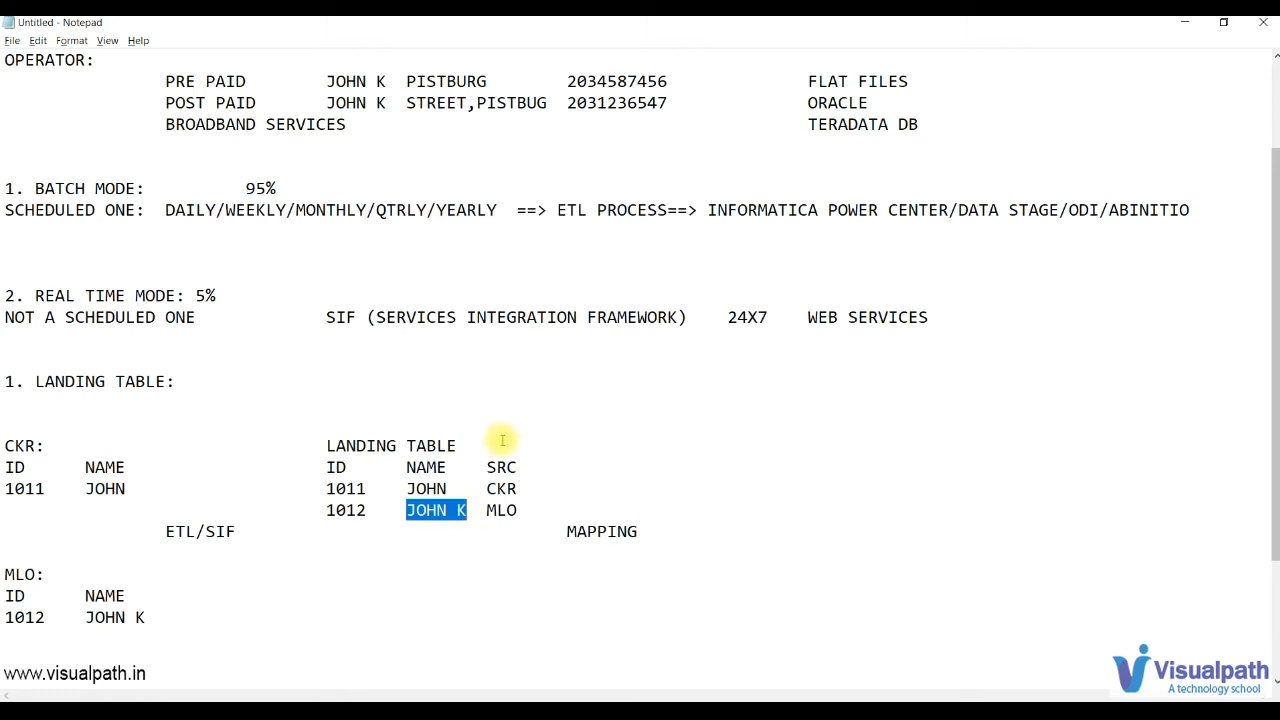 Untitled - Notepad
File Edit Format View Help
OPERATOR:
PRE PAID JOHN K PISTBURG 2034587456 FLAT FILES
POST PAID JOHN K STREET,PISTBUG 2031236547 ORACLE
BROADBAND SERVICES TERADATA DB
1. BATCH MODE: 95%
SCHEDULED ONE: DAILY/WEEKLY/MONTHLY/QTRLY/YEARLY ==> ETL PROCESS==> INFORMATICA POWER CENTER/DATA STAGE/ODI/ABINITIO
2. REAL TIME MODE: 5%
NOT A SCHEDULED ONE SIF (SERVICES INTEGRATION FRAMEWORK) 24X7 WEB SERVICES
1. LANDING TABLE:
CKR: LANDING TABLE
ID NAME ID NAME SRC
1011 JOHN 1011 JOHN CKR
1012 JOHN K MLO
ETL/SIF MAPPING
MLO:
ID NAME
1012 JOHN K
www.visualpath.in
Visualpath
A technology school